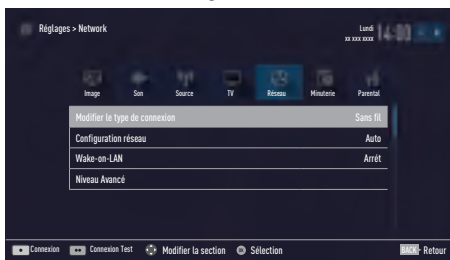 Réglages > Network
Lundi
xx xxx xxxx
14:00
Image Son Source TV Réseau Minuterie Parental
Modifier le type de connexion Sans fil
Configuration réseau Auto
Wake-on-LAN Arrét
Niveau Avancé
Connexion Connexion Test Modifier la section Sélection BACK - Retour